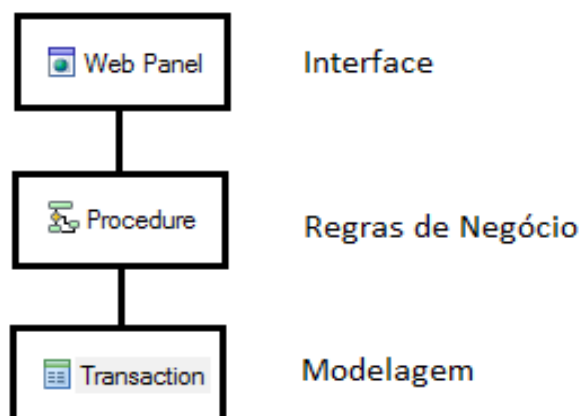 Web Panel
Interface
Procedure
Regras de Negócio
Transaction
Modelagem